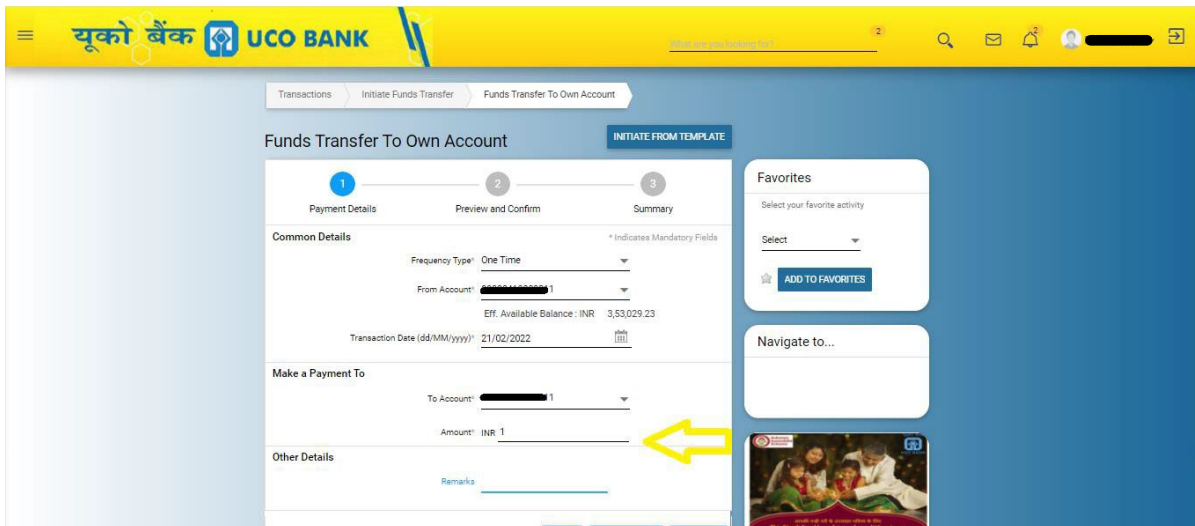 यूको बैंक UCO BANK
What are you looking for?
2
2
Transactions Initiate Funds Transfer Funds Transfer To Own Account
Funds Transfer To Own Account
INITIATE FROM TEMPLATE
1 2 3
Payment Details Preview and Confirm Summary
Common Details * Indicates Mandatory Fields
Frequency Type* One Time
From Account* 1
Eff. Available Balance : INR 3,53,029.23
Transaction Date (dd/MM/yyyy)* 21/02/2022
Make a Payment To
To Account* 11
Amount* INR 1
Other Details
Remarks
Favorites
Select your favorite activity
Select
ADD TO FAVORITES
Navigate to...
UCO BANK